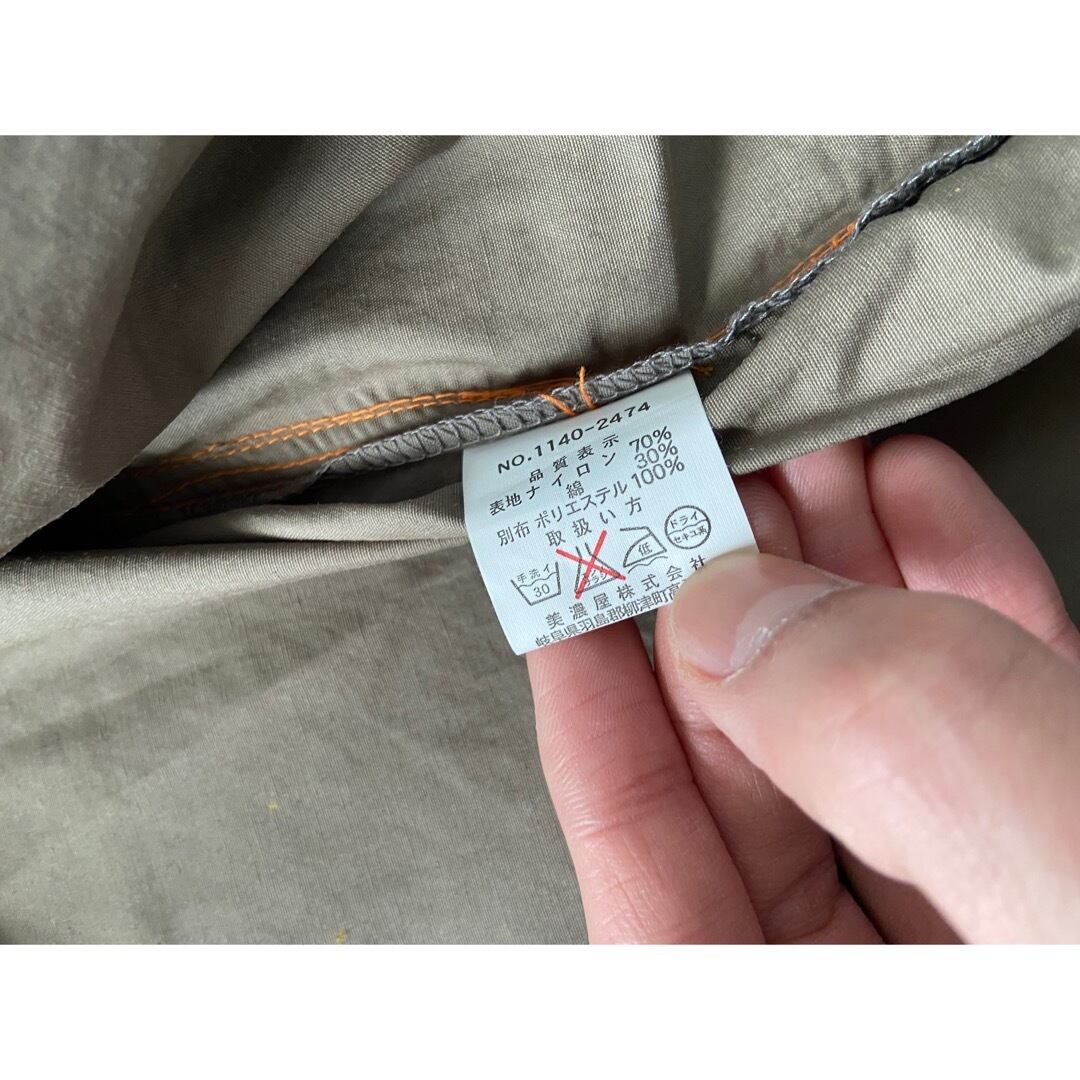 NO.1140-2474
品質表示
表地ナイロン 70%
綿 30%
別布 ポリエステル 100%
取扱い方
手洗イ 30 低 ドライ セキユ系
美濃屋株式会社
岐阜県羽島郡柳津町高